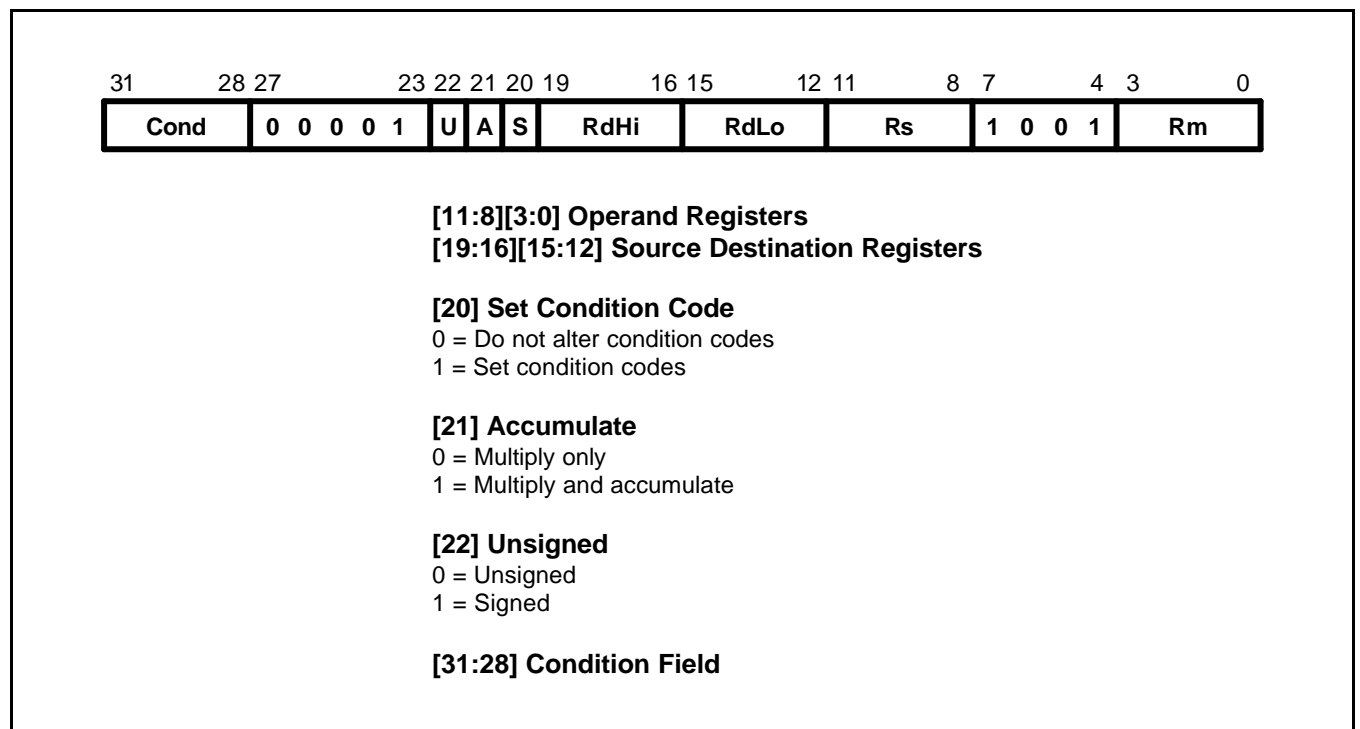 31 28 27 23 22 21 20 19 16 15 12 11 8 7 4 3 0
Cond 0 0 0 0 1 U A S RdHi RdLo Rs 1 0 0 1 Rm
[11:8][3:0] Operand Registers
[19:16][15:12] Source Destination Registers
[20] Set Condition Code
0 = Do not alter condition codes
1 = Set condition codes
[21] Accumulate
0 = Multiply only
1 = Multiply and accumulate
[22] Unsigned
0 = Unsigned
1 = Signed
[31:28] Condition Field